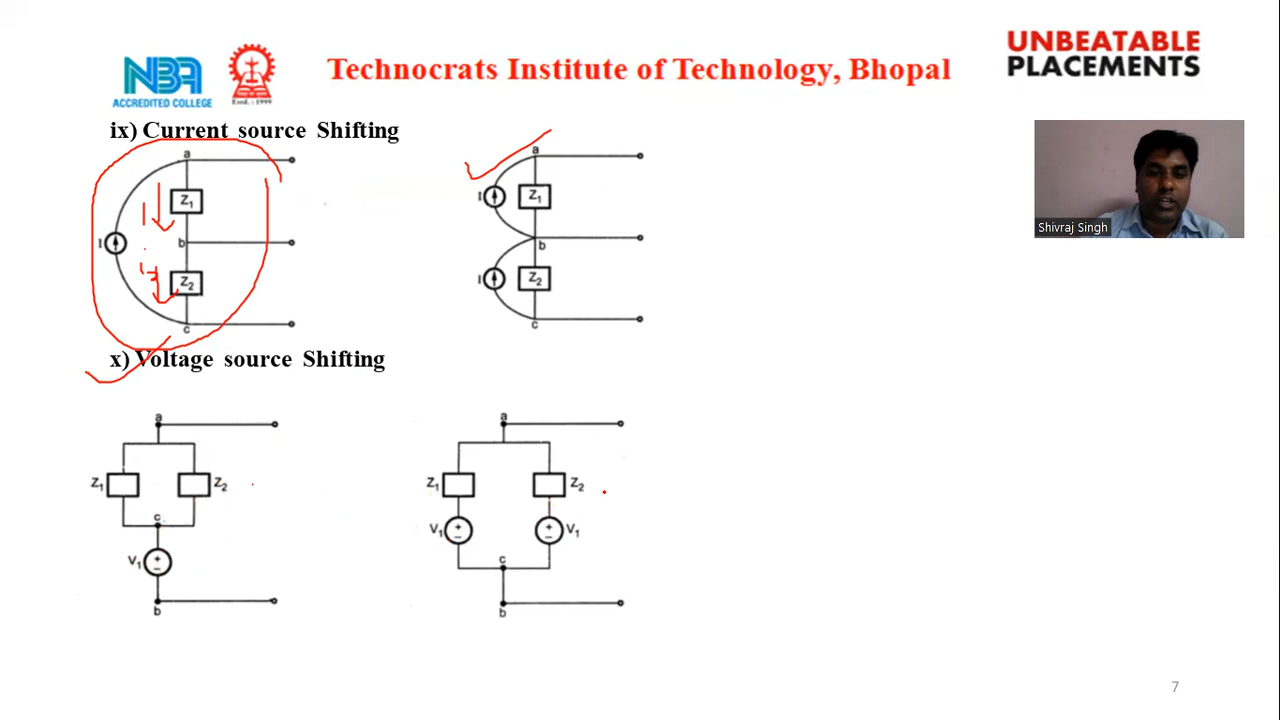 NBA
ACCREDITED COLLEGE
Estd. : 1999
Technocrats Institute of Technology, Bhopal
UNBEATABLE
PLACEMENTS
ix) Current source Shifting
a
Z1
I
b
Z2
c
a
I
Z1
b
I
Z2
c
Shivraj Singh
x) Voltage source Shifting
a
Z1
Z2
c
V1
b
a
Z1
Z2
V1
V1
c
b
7